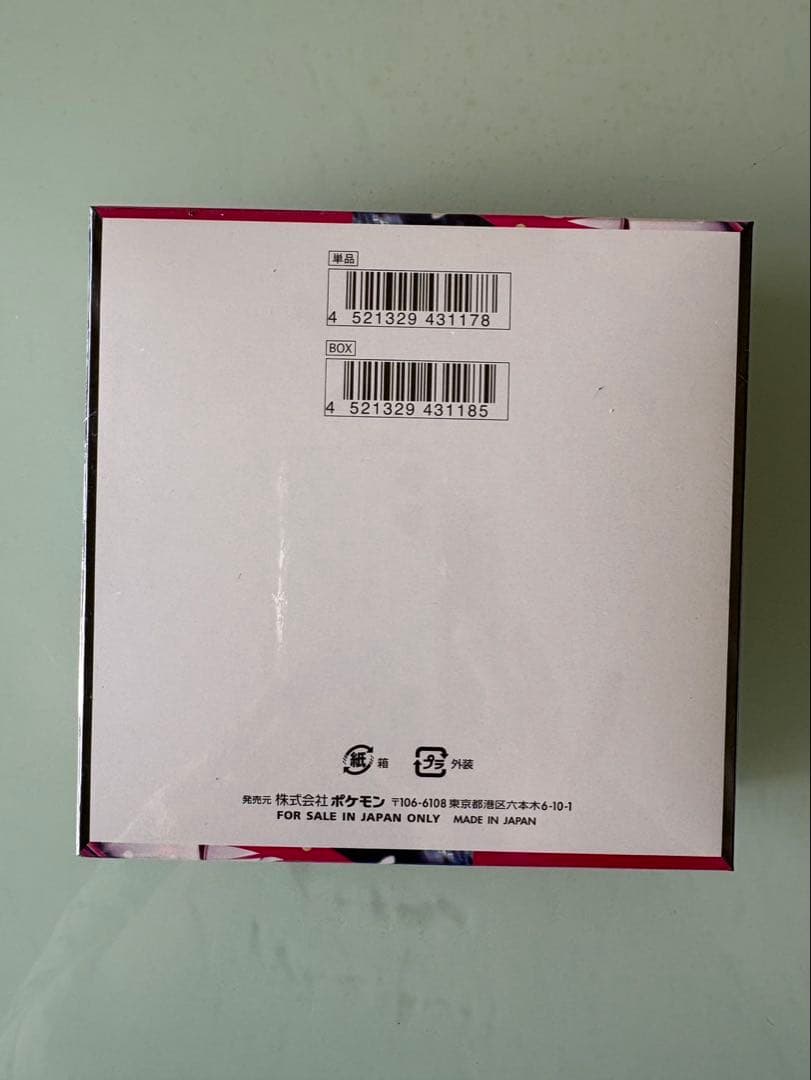 単品
4 521329 431178
BOX
4 521329 431185
紙 箱 プラ 外装
発売元 株式会社 ポケモン 〒106-6108 東京都港区六本木6-10-1
FOR SALE IN JAPAN ONLY MADE IN JAPAN